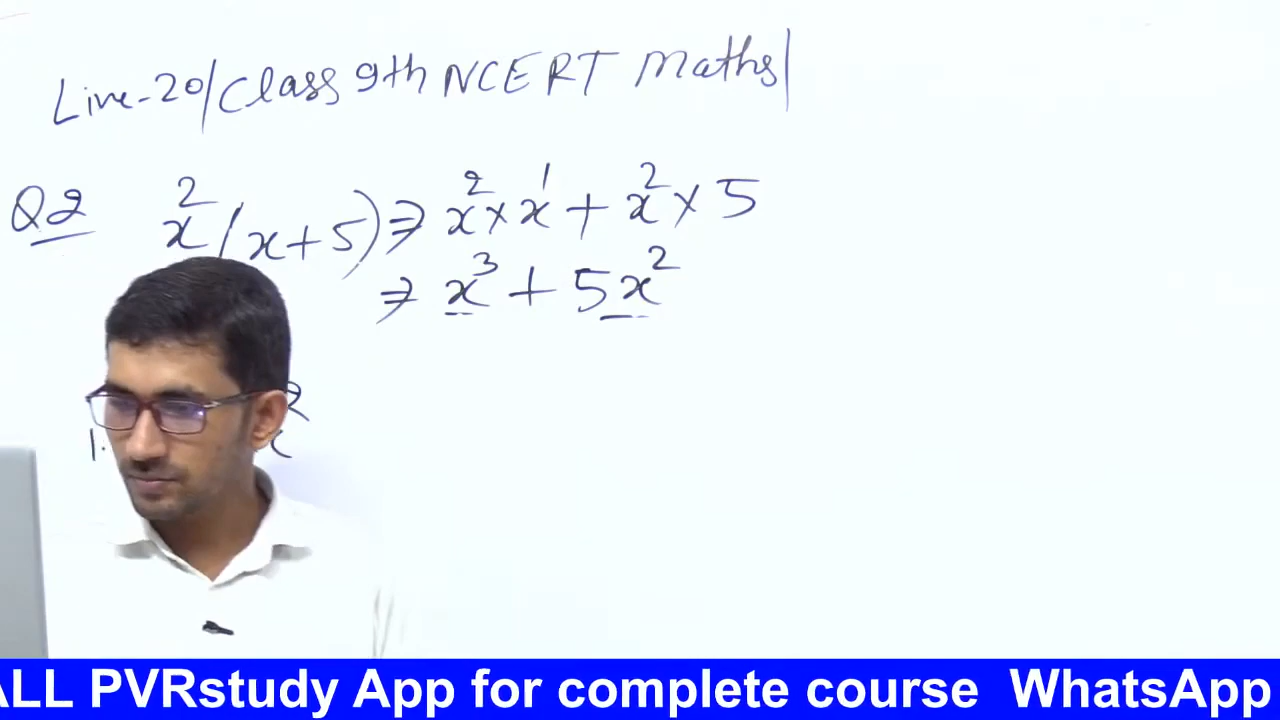 Live-20/Class 9th NCERT Maths/
Q2 x²(x+5) ⇒ x² × x¹ + x² × 5
⇒ x³ + 5x²
1.
ALL PVRstudy App for complete course WhatsApp